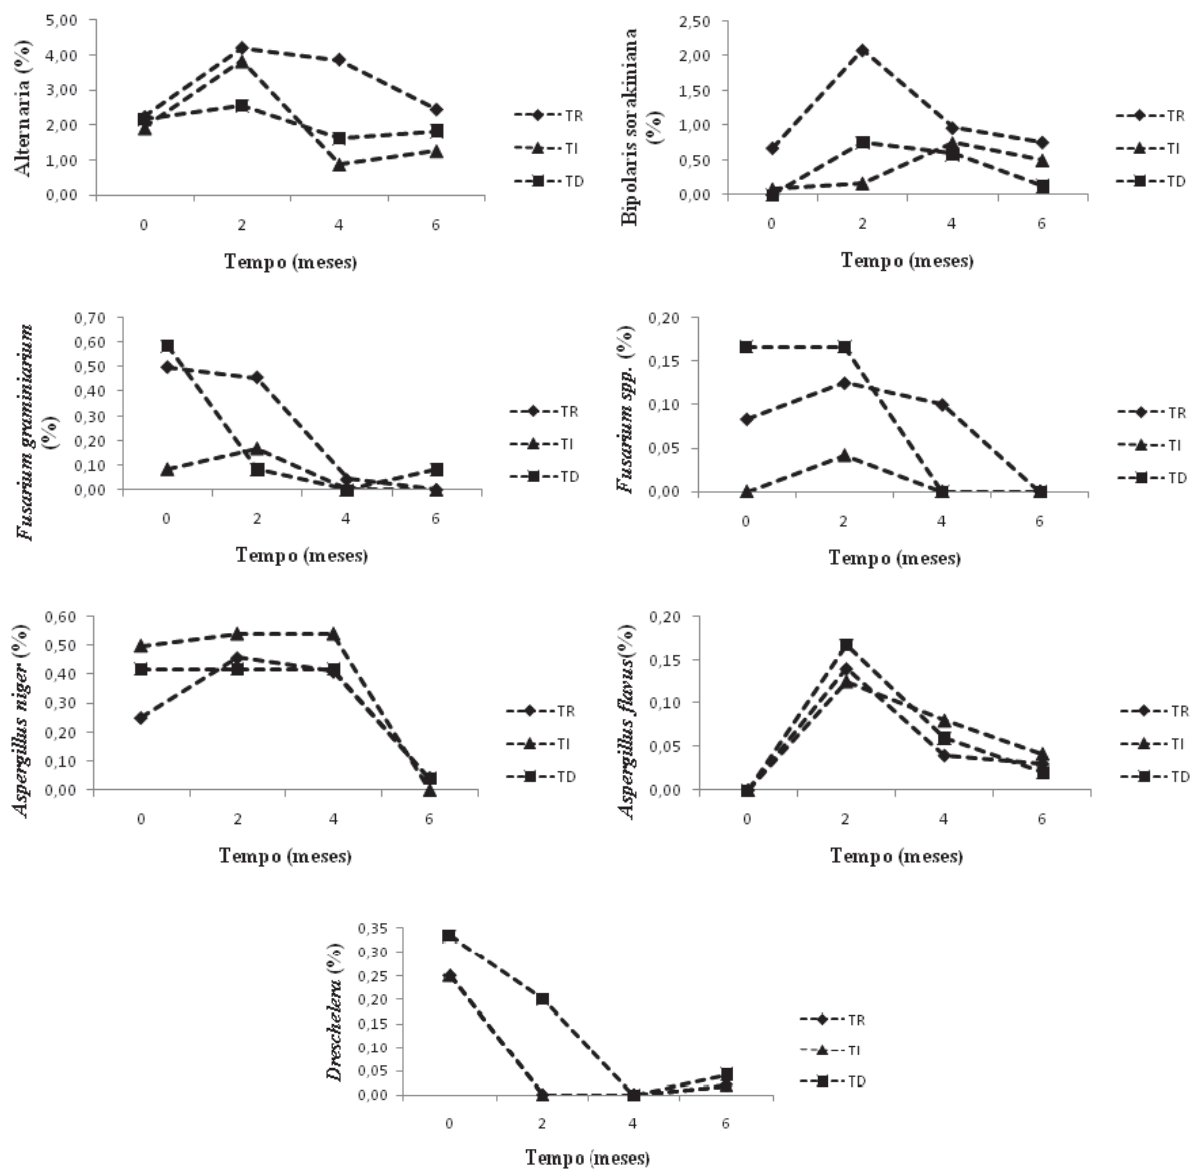 Alternaria (%)
5,00
4,00
3,00
2,00
1,00
0,00
0 2 4 6
Tempo (meses)
TR
TI
TD
Bipolaris sorakiniana
(%)
2,50
2,00
1,50
1,00
0,50
0,00
0 2 4 6
Tempo (meses)
TR
TI
TD
Fusarium graminiarium
(%)
0,70
0,60
0,50
0,40
0,30
0,20
0,10
0,00
0 2 4 6
Tempo (meses)
TR
TI
TD
Fusarium spp. (%)
0,20
0,15
0,10
0,05
0,00
0 2 4 6
Tempo (meses)
TR
TI
TD
Aspergillus niger (%)
0,60
0,50
0,40
0,30
0,20
0,10
0,00
0 2 4 6
Tempo (meses)
TR
TI
TD
Aspergillus flavus(%)
0,20
0,15
0,10
0,05
0,00
0 2 4 6
Tempo (meses)
TR
TI
TD
Dreschelera (%)
0,35
0,30
0,25
0,20
0,15
0,10
0,05
0,00
0 2 4 6
Tempo (meses)
TR
TI
TD